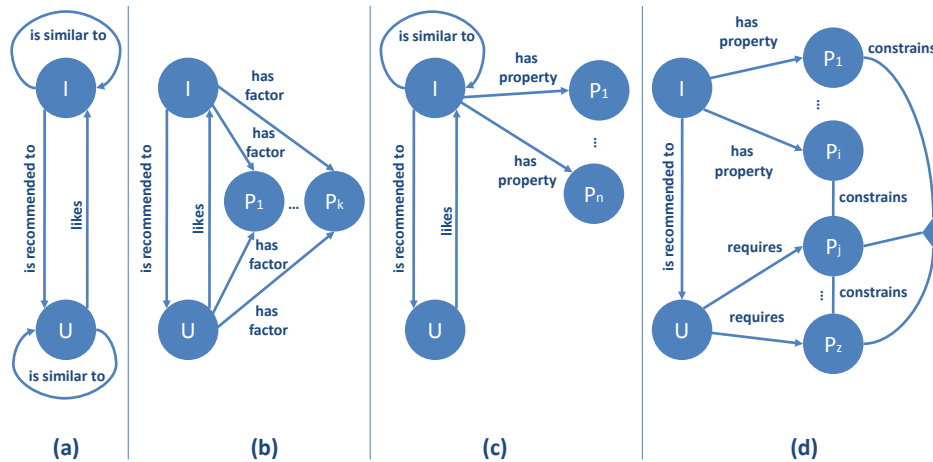 is similar to
I
is recommended to
likes
U
is similar to
(a)
I
has
factor
has
factor
is recommended to
likes
P1
...
Pk
has
factor
has
factor
U
(b)
is similar to
I
has
property
P1
...
has
property
Pn
is recommended to
likes
U
(c)
I
has
property
P1
constrains
...
has
property
Pi
constrains
is recommended to
requires
Pj
...
constrains
requires
U
Pz
(d)